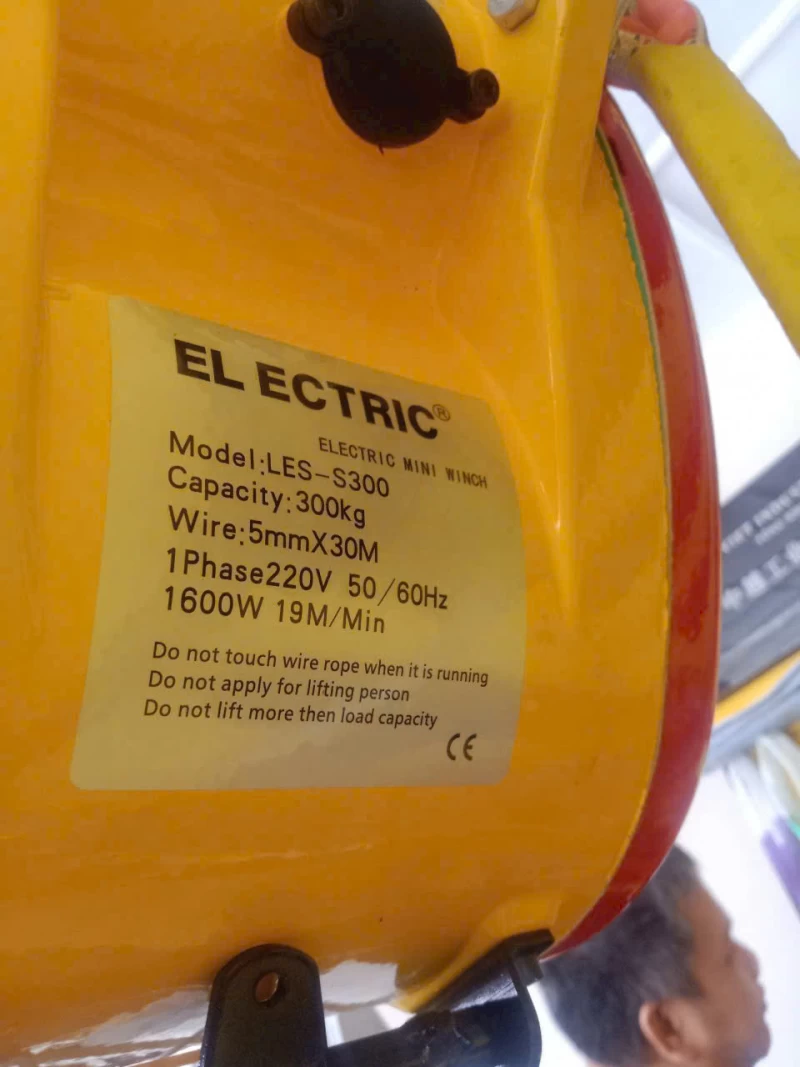 EL ECTRIC®
ELECTRIC MINI WINCH
Model:LES-S300
Capacity:300kg
Wire:5mmX30M
1Phase220V 50/60Hz
1600W 19M/Min
Do not touch wire rope when it is running
Do not apply for lifting person
Do not lift more then load capacity
CE